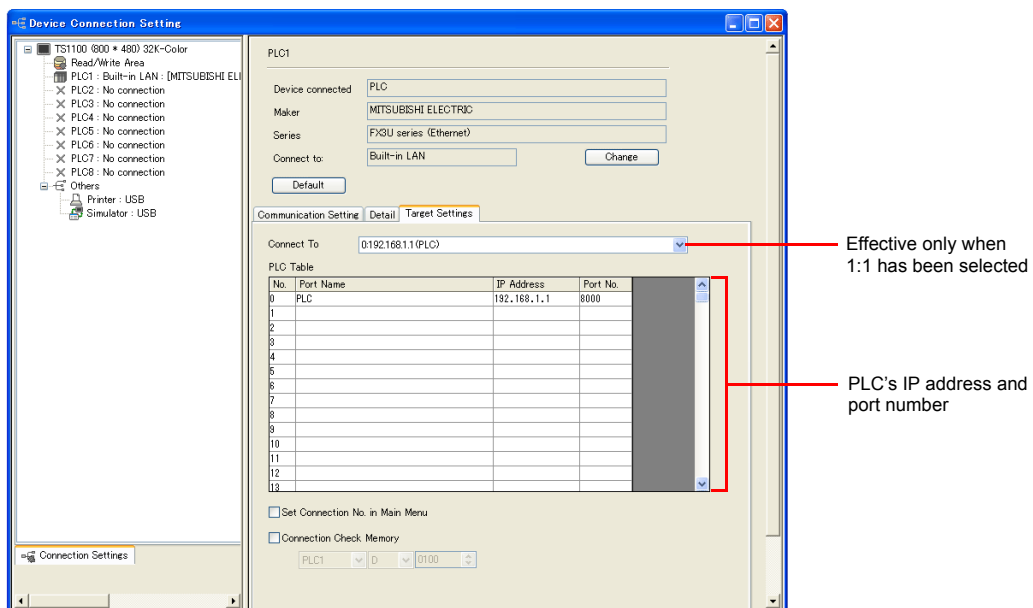 Device Connection Setting
TS1100 (800 * 480) 32K-Color
Read/Write Area
PLC1 : Built-in LAN : [MITSUBISHI ELI
PLC2 : No connection
PLC3 : No connection
PLC4 : No connection
PLC5 : No connection
PLC6 : No connection
PLC7 : No connection
PLC8 : No connection
Others
Printer : USB
Simulator : USB
Connection Settings
PLC1
Device connected PLC
Maker MITSUBISHI ELECTRIC
Series FX3U series (Ethernet)
Connect to: Built-in LAN Change
Default
Communication Setting Detail Target Settings
Connect To 0:192.168.1.1(PLC)
PLC Table
No. Port Name IP Address Port No.
0 PLC 192.168.1.1 8000
1
2
3
4
5
6
7
8
9
10
11
12
13
Set Connection No. in Main Menu
Connection Check Memory
PLC1 D 0100
Effective only when
1:1 has been selected
PLC's IP address and
port number